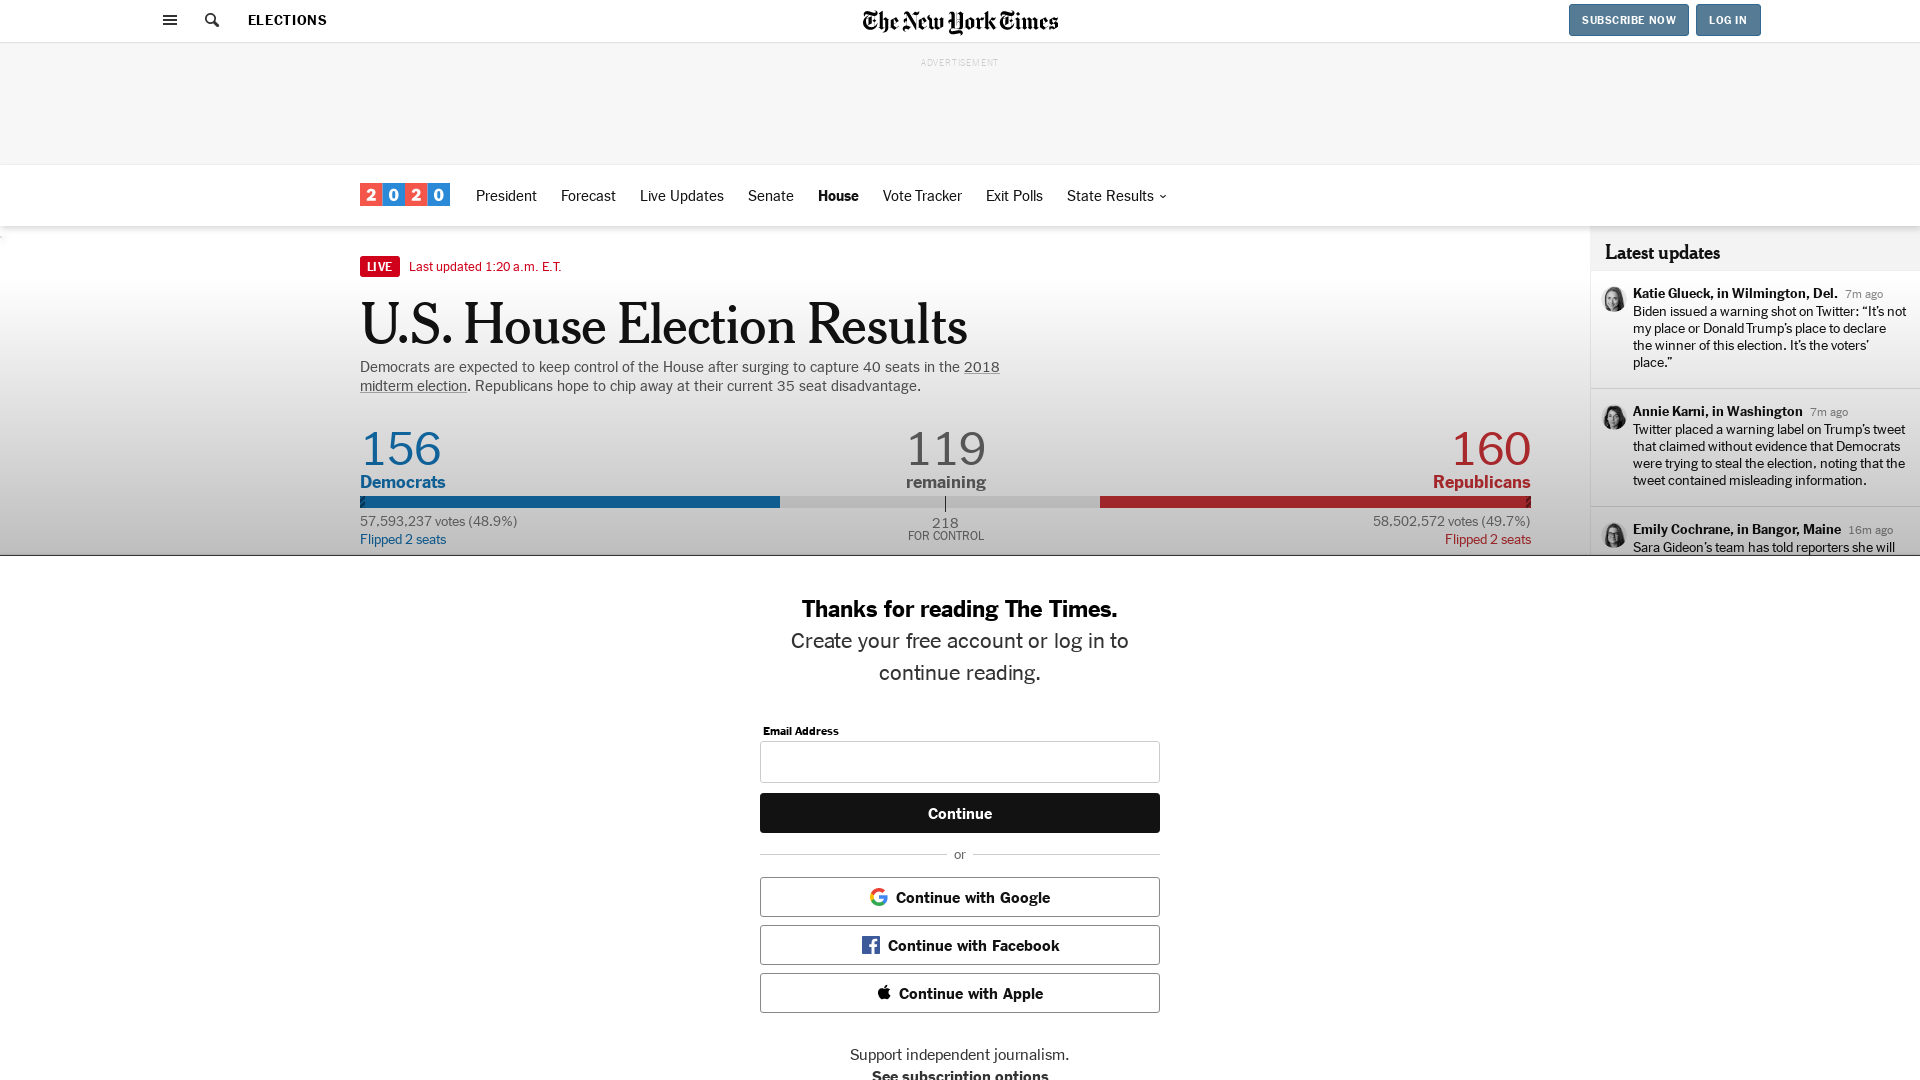 ELECTIONS
The New York Times
SUBSCRIBE NOW
LOG IN
ADVERTISEMENT
2020
President
Forecast
Live Updates
Senate
House
Vote Tracker
Exit Polls
State Results
LIVE
Last updated 1:20 a.m. E.T.
U.S. House Election Results
Democrats are expected to keep control of the House after surging to capture 40 seats in the 2018
midterm election. Republicans hope to chip away at their current 35 seat disadvantage.
156
Democrats
119
remaining
160
Republicans
57,593,237 votes (48.9%)
Flipped 2 seats
218
FOR CONTROL
58,502,572 votes (49.7%)
Flipped 2 seats
Latest updates
Katie Glueck, in Wilmington, Del. 7m ago
Biden issued a warning shot on Twitter: “It’s not
my place or Donald Trump’s place to declare
the winner of this election. It’s the voters’
place.”
Annie Karni, in Washington 7m ago
Twitter placed a warning label on Trump’s tweet
that claimed without evidence that Democrats
were trying to steal the election, noting that the
tweet contained misleading information.
Emily Cochrane, in Bangor, Maine 16m ago
Sara Gideon’s team has told reporters she will
Thanks for reading The Times.
Create your free account or log in to
continue reading.
Email Address
Continue
or
Continue with Google
Continue with Facebook
Continue with Apple
Support independent journalism.
See subscription options